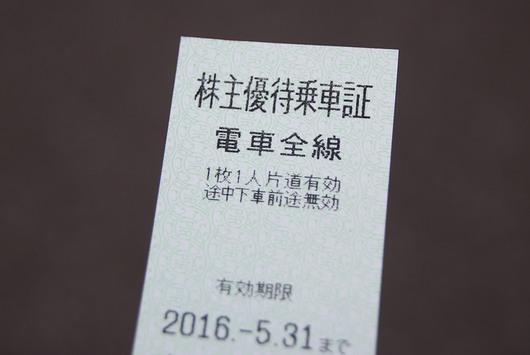 株主優待乗車証
電車全線
1枚1人片道有効
途中下車前途無効
有効期限
2016.-5.31まで